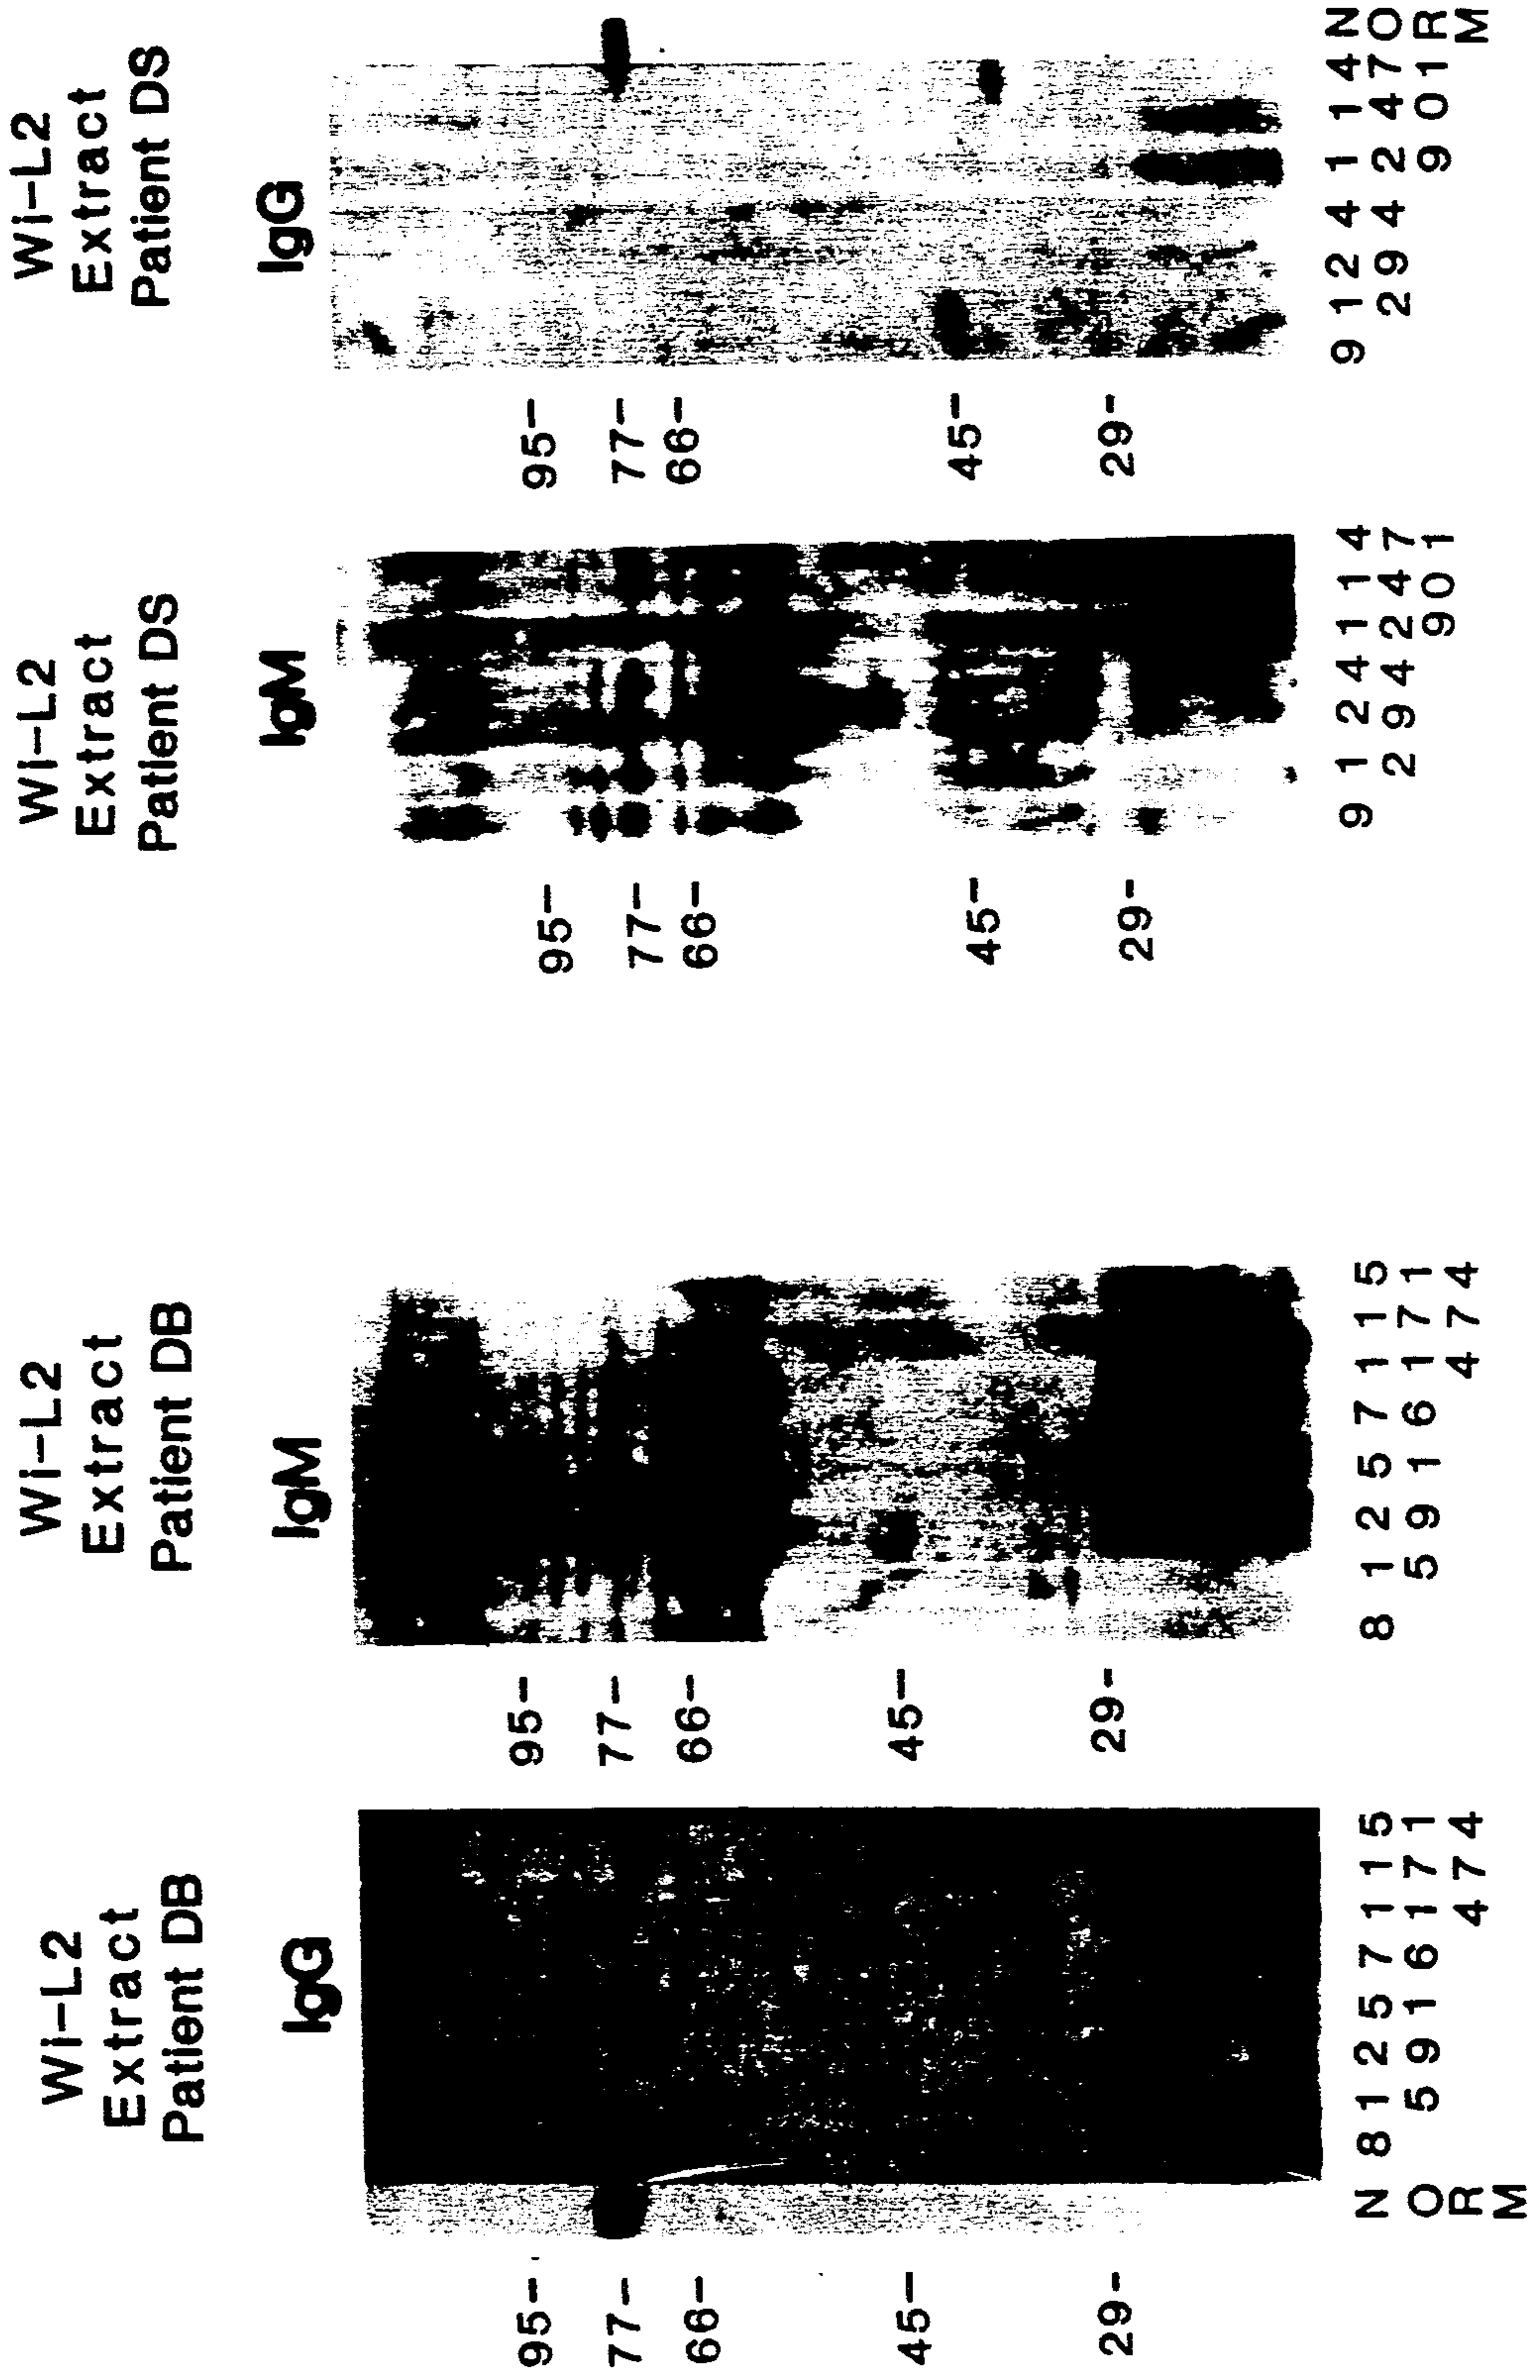 Wi-L2
Extract
Patient DB
IgG
95-
77-
66-
45-
29-
N 8 1 2 5 7 1 1 5
O 5 9 1 6 1 7 1
R 4 7 4
M
Wi-L2
Extract
Patient DB
IgM
95-
77-
66-
45-
29-
8 1 2 5 7 1 1 5
5 9 1 6 1 7 1
4 7 4
Wi-L2
Extract
Patient DS
IgM
95-
77-
66-
45-
29-
9 1 2 4 1 1 4
2 9 4 2 4 7
9 0 1
Wi-L2
Extract
Patient DS
IgG
95-
77-
66-
45-
29-
9 1 2 4 1 1 4 N
2 9 4 2 4 7 O
9 0 1 R
M